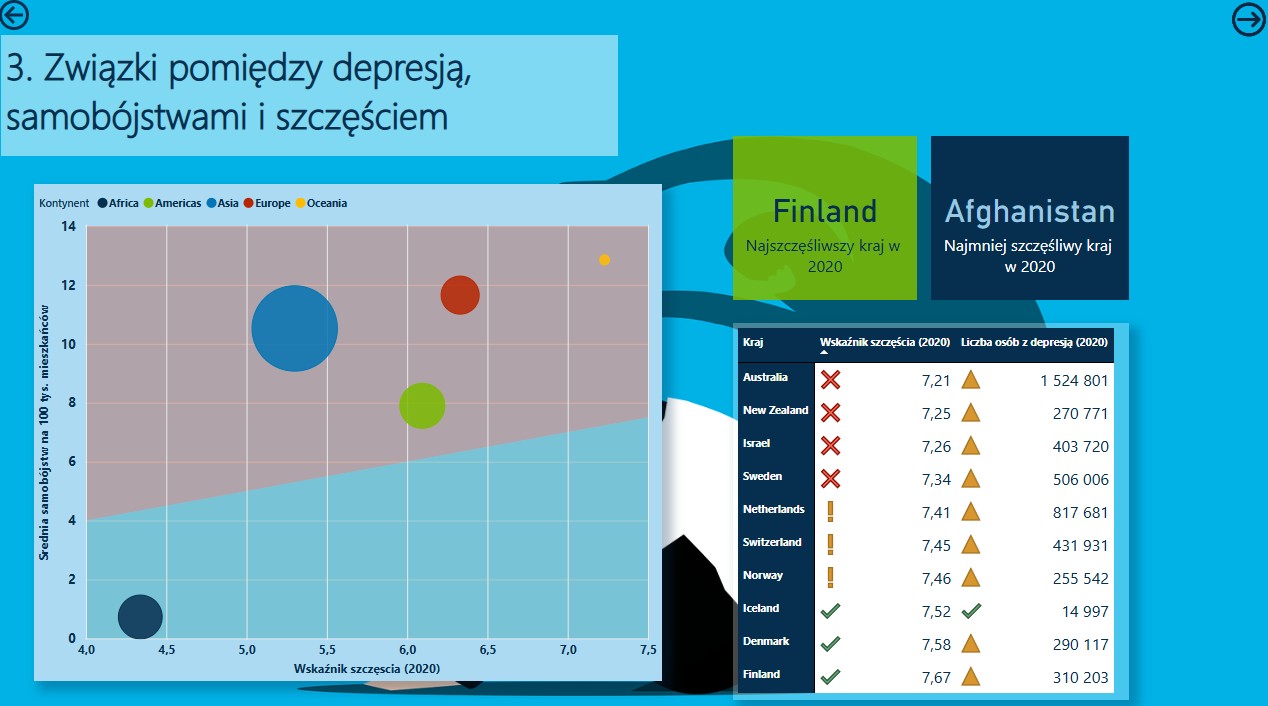 3. Związki pomiędzy depresją,
samobójstwami i szczęściem
Kontynent Africa Americas Asia Europe Oceania
14
12
10
8
6
4
2
0
Średnia samobójstw na 100 tys. mieszkańców
4,0 4,5 5,0 5,5 6,0 6,5 7,0 7,5
Wskaźnik szczęścia (2020)
Finland
Najszczęśliwszy kraj w
2020
Afghanistan
Najmniej szczęśliwy kraj
w 2020
Kraj Wskaźnik szczęścia (2020) Liczba osób z depresją (2020)
Australia 7,21 1 524 801
New Zealand 7,25 270 771
Israel 7,26 403 720
Sweden 7,34 506 006
Netherlands 7,41 817 681
Switzerland 7,45 431 931
Norway 7,46 255 542
Iceland 7,52 14 997
Denmark 7,58 290 117
Finland 7,67 310 203